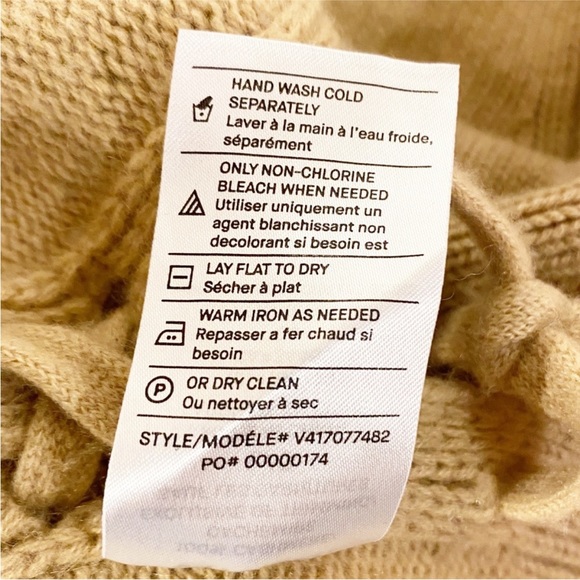 HAND WASH COLD
SEPARATELY
Laver à la main à l'eau froide,
séparément
ONLY NON-CHLORINE
BLEACH WHEN NEEDED
Utiliser uniquement un
agent blanchissant non
decolorant si besoin est
LAY FLAT TO DRY
Sécher à plat
WARM IRON AS NEEDED
Repasser a fer chaud si
besoin
P
OR DRY CLEAN
Ou nettoyer à sec
STYLE/MODÉLE# V417077482
PO# 00000174